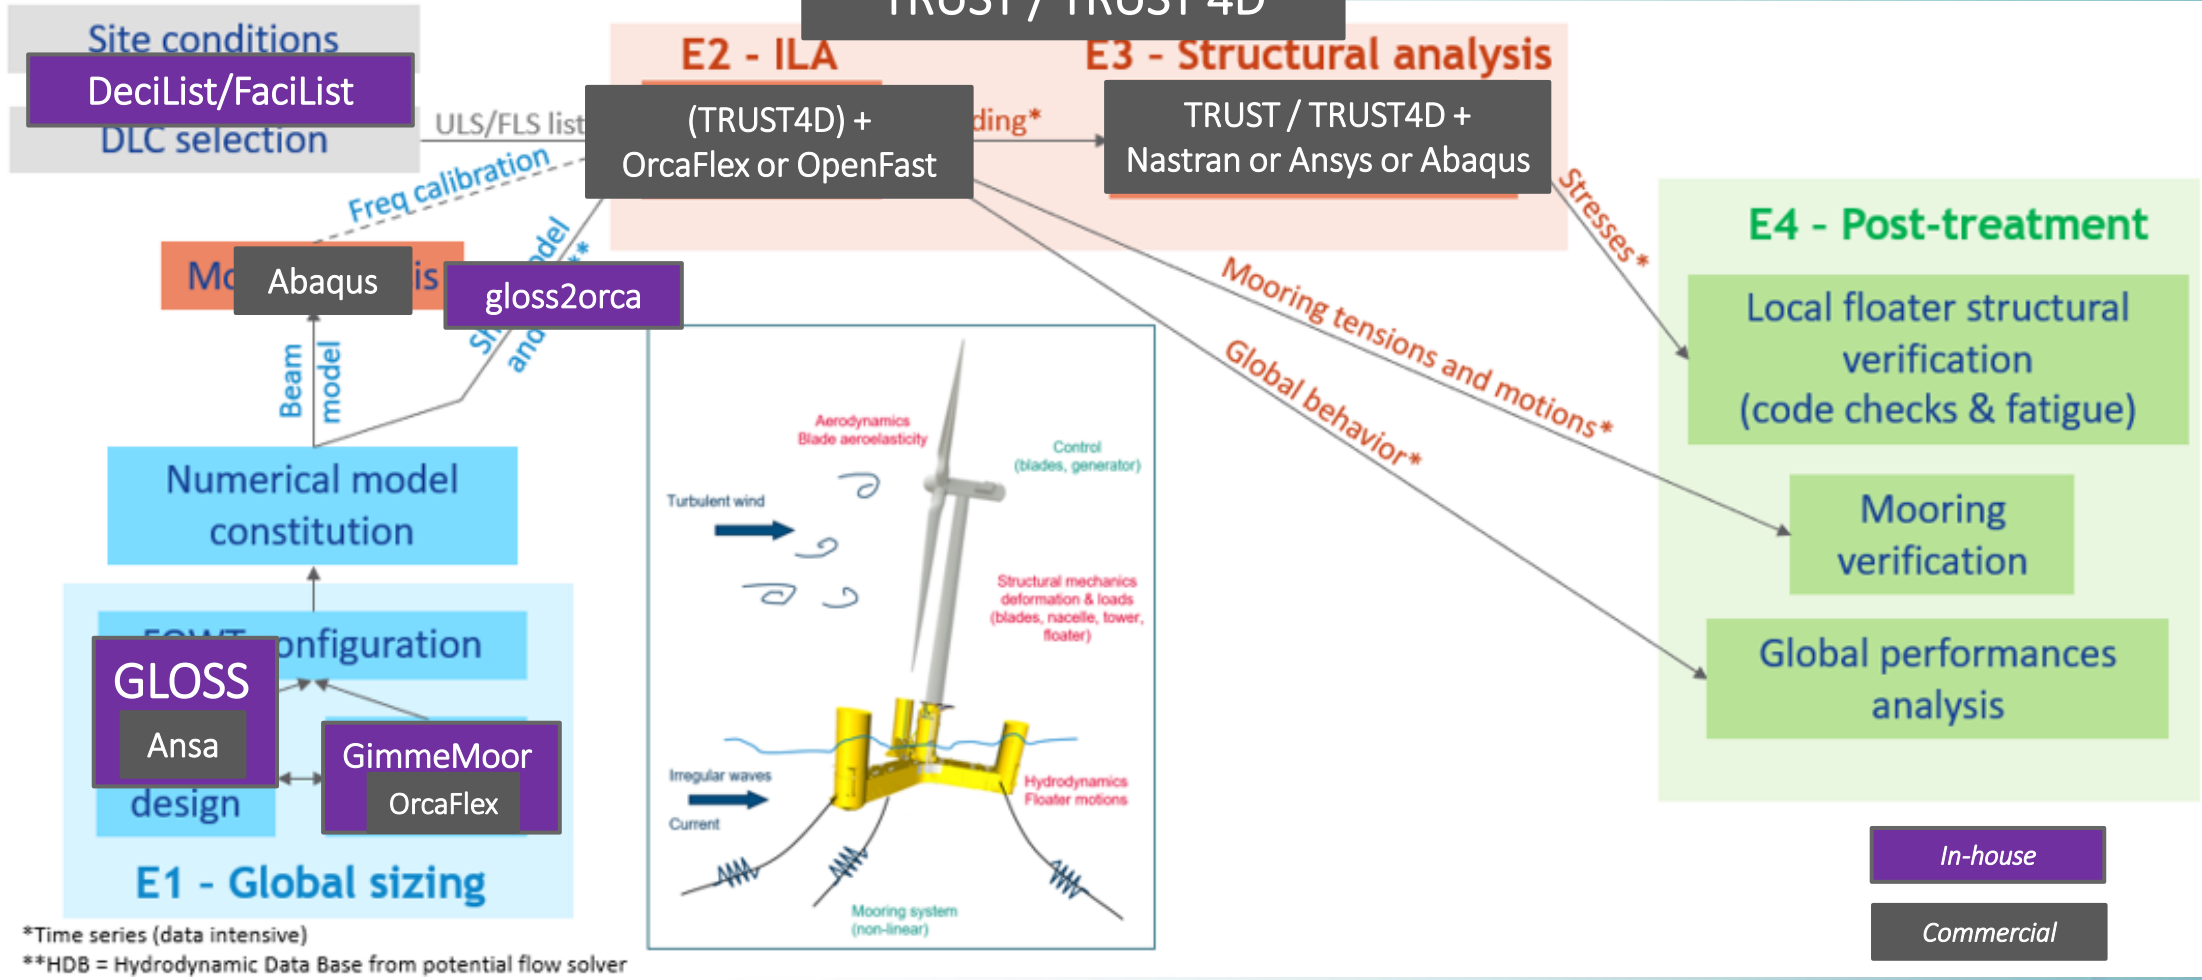 TRUST / TRUST 4D
Site conditions
DeciList/FaciList
DLC selection
ULS/FLS list
Freq calibration
E2 - ILA
(TRUST4D) +
OrcaFlex or OpenFast
ding*
E3 - Structural analysis
TRUST / TRUST4D +
Nastran or Ansys or Abaqus
Stresses*
Mooring tensions and motions*
Global behavior*
E4 - Post-treatment
Local floater structural
verification
(code checks & fatigue)
Mooring
verification
Global performances
analysis
Abaqus
gloss2orca
and
Beam
model
Numerical model
constitution
configuration
GLOSS
Ansa
design
GimmeMoor
OrcaFlex
E1 - Global sizing
Aerodynamics
Blade aeroelasticity
Control
(blades, generator)
Turbulent wind
Structural mechanics
deformation & loads
(blades, nacelle, tower,
floater)
Irregular waves
Current
Hydrodynamics
Floater motions
Mooring system
(non-linear)
In-house
Commercial
*Time series (data intensive)
**HDB = Hydrodynamic Data Base from potential flow solver